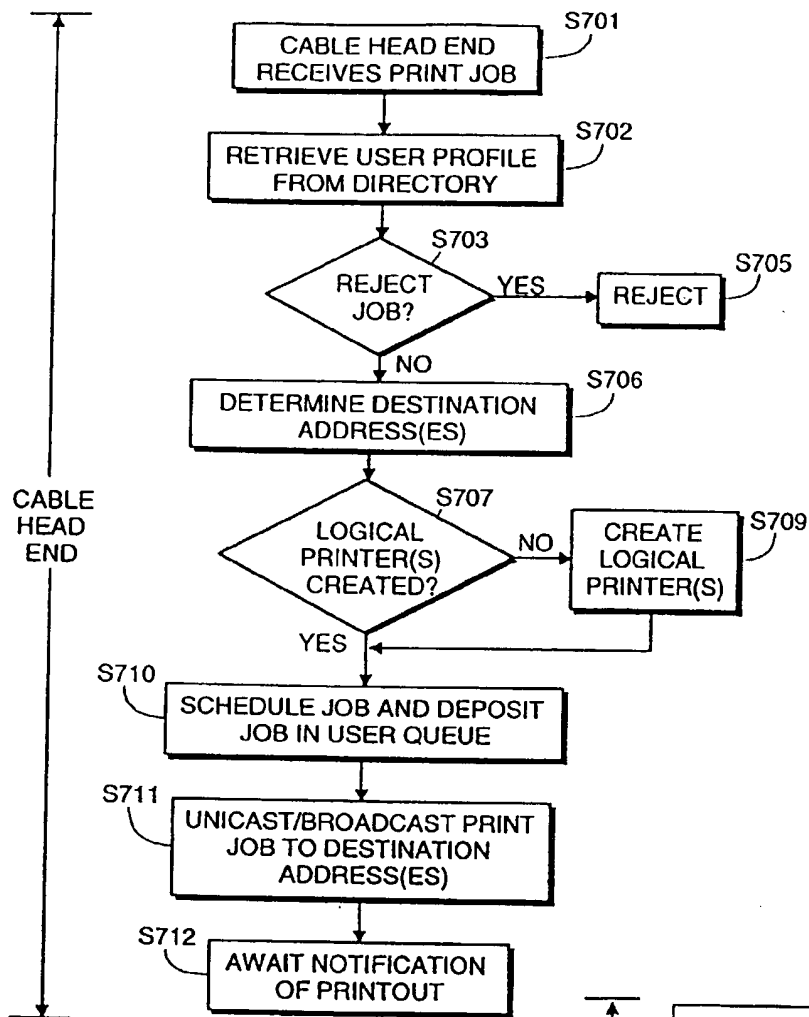 S701
CABLE HEAD END
RECEIVES PRINT JOB
S702
RETRIEVE USER PROFILE
FROM DIRECTORY
S703
REJECT
JOB?
YES
S705
REJECT
NO
S706
DETERMINE DESTINATION
ADDRESS(ES)
CABLE
HEAD
END
S707
LOGICAL
PRINTER(S)
CREATED?
NO
S709
CREATE
LOGICAL
PRINTER(S)
YES
S710
SCHEDULE JOB AND DEPOSIT
JOB IN USER QUEUE
S711
UNICAST/BROADCAST PRINT
JOB TO DESTINATION
ADDRESS(ES)
S712
AWAIT NOTIFICATION
OF PRINTOUT